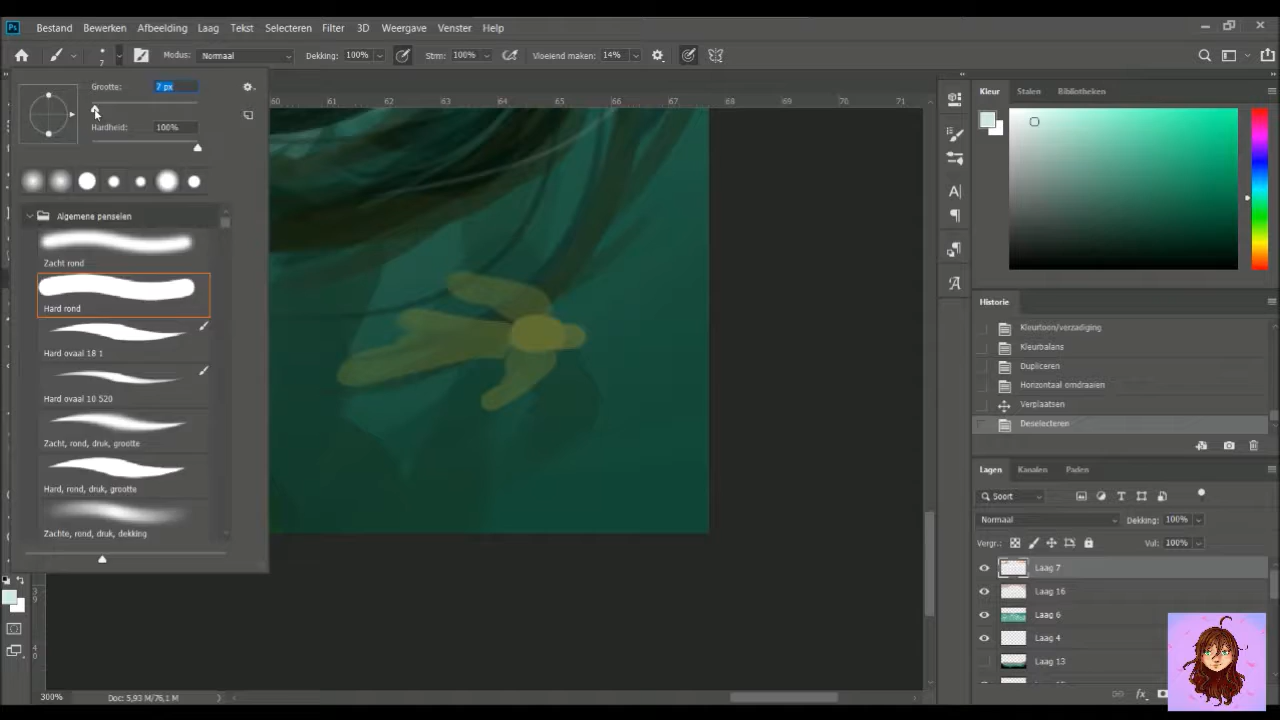 Ps Bestand Bewerken Afbeelding Laag Tekst Selecteren Filter 3D Weergave Venster Help
7 Modus: Normaal Dekking: 100% Strm: 100% Vloeiend maken: 14%
Grootte: 7 px
Hardheid: 100%
60 61 62 63 64 65 66 67 68 69 70 71
Algemene penselen
Zacht rond
Hard rond
Hard ovaal 18 1
Hard ovaal 10 520
Zacht, rond, druk, grootte
Hard, rond, druk, grootte
Zachte, rond, druk, dekking
Kleur Stalen Bibliotheken
Historie
Kleurtoon/verzadiging
Kleurbalans
Dupliceren
Horizontaal omdraaien
Verplaatsen
Deselecteren
Lagen Kanalen Paden
Soort
Normaal Dekking: 100%
Vergr.: Vul: 100%
Laag 7
Laag 16
Laag 6
Laag 4
Laag 13
300% Doc: 5,93 M/76,1 M